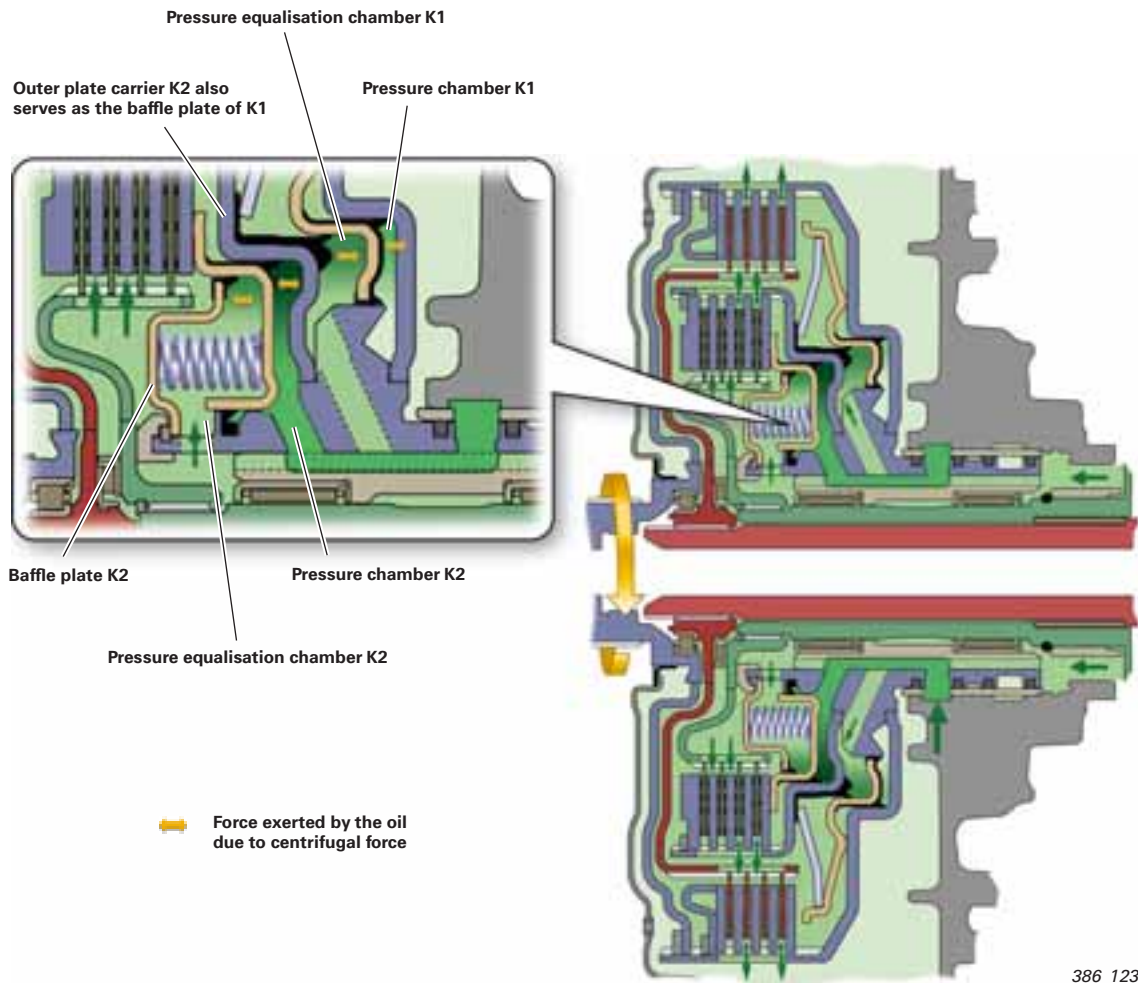 Pressure equalisation chamber K1
Outer plate carrier K2 also
serves as the baffle plate of K1
Pressure chamber K1
Baffle plate K2
Pressure chamber K2
Pressure equalisation chamber K2
Force exerted by the oil
due to centrifugal force
386_123